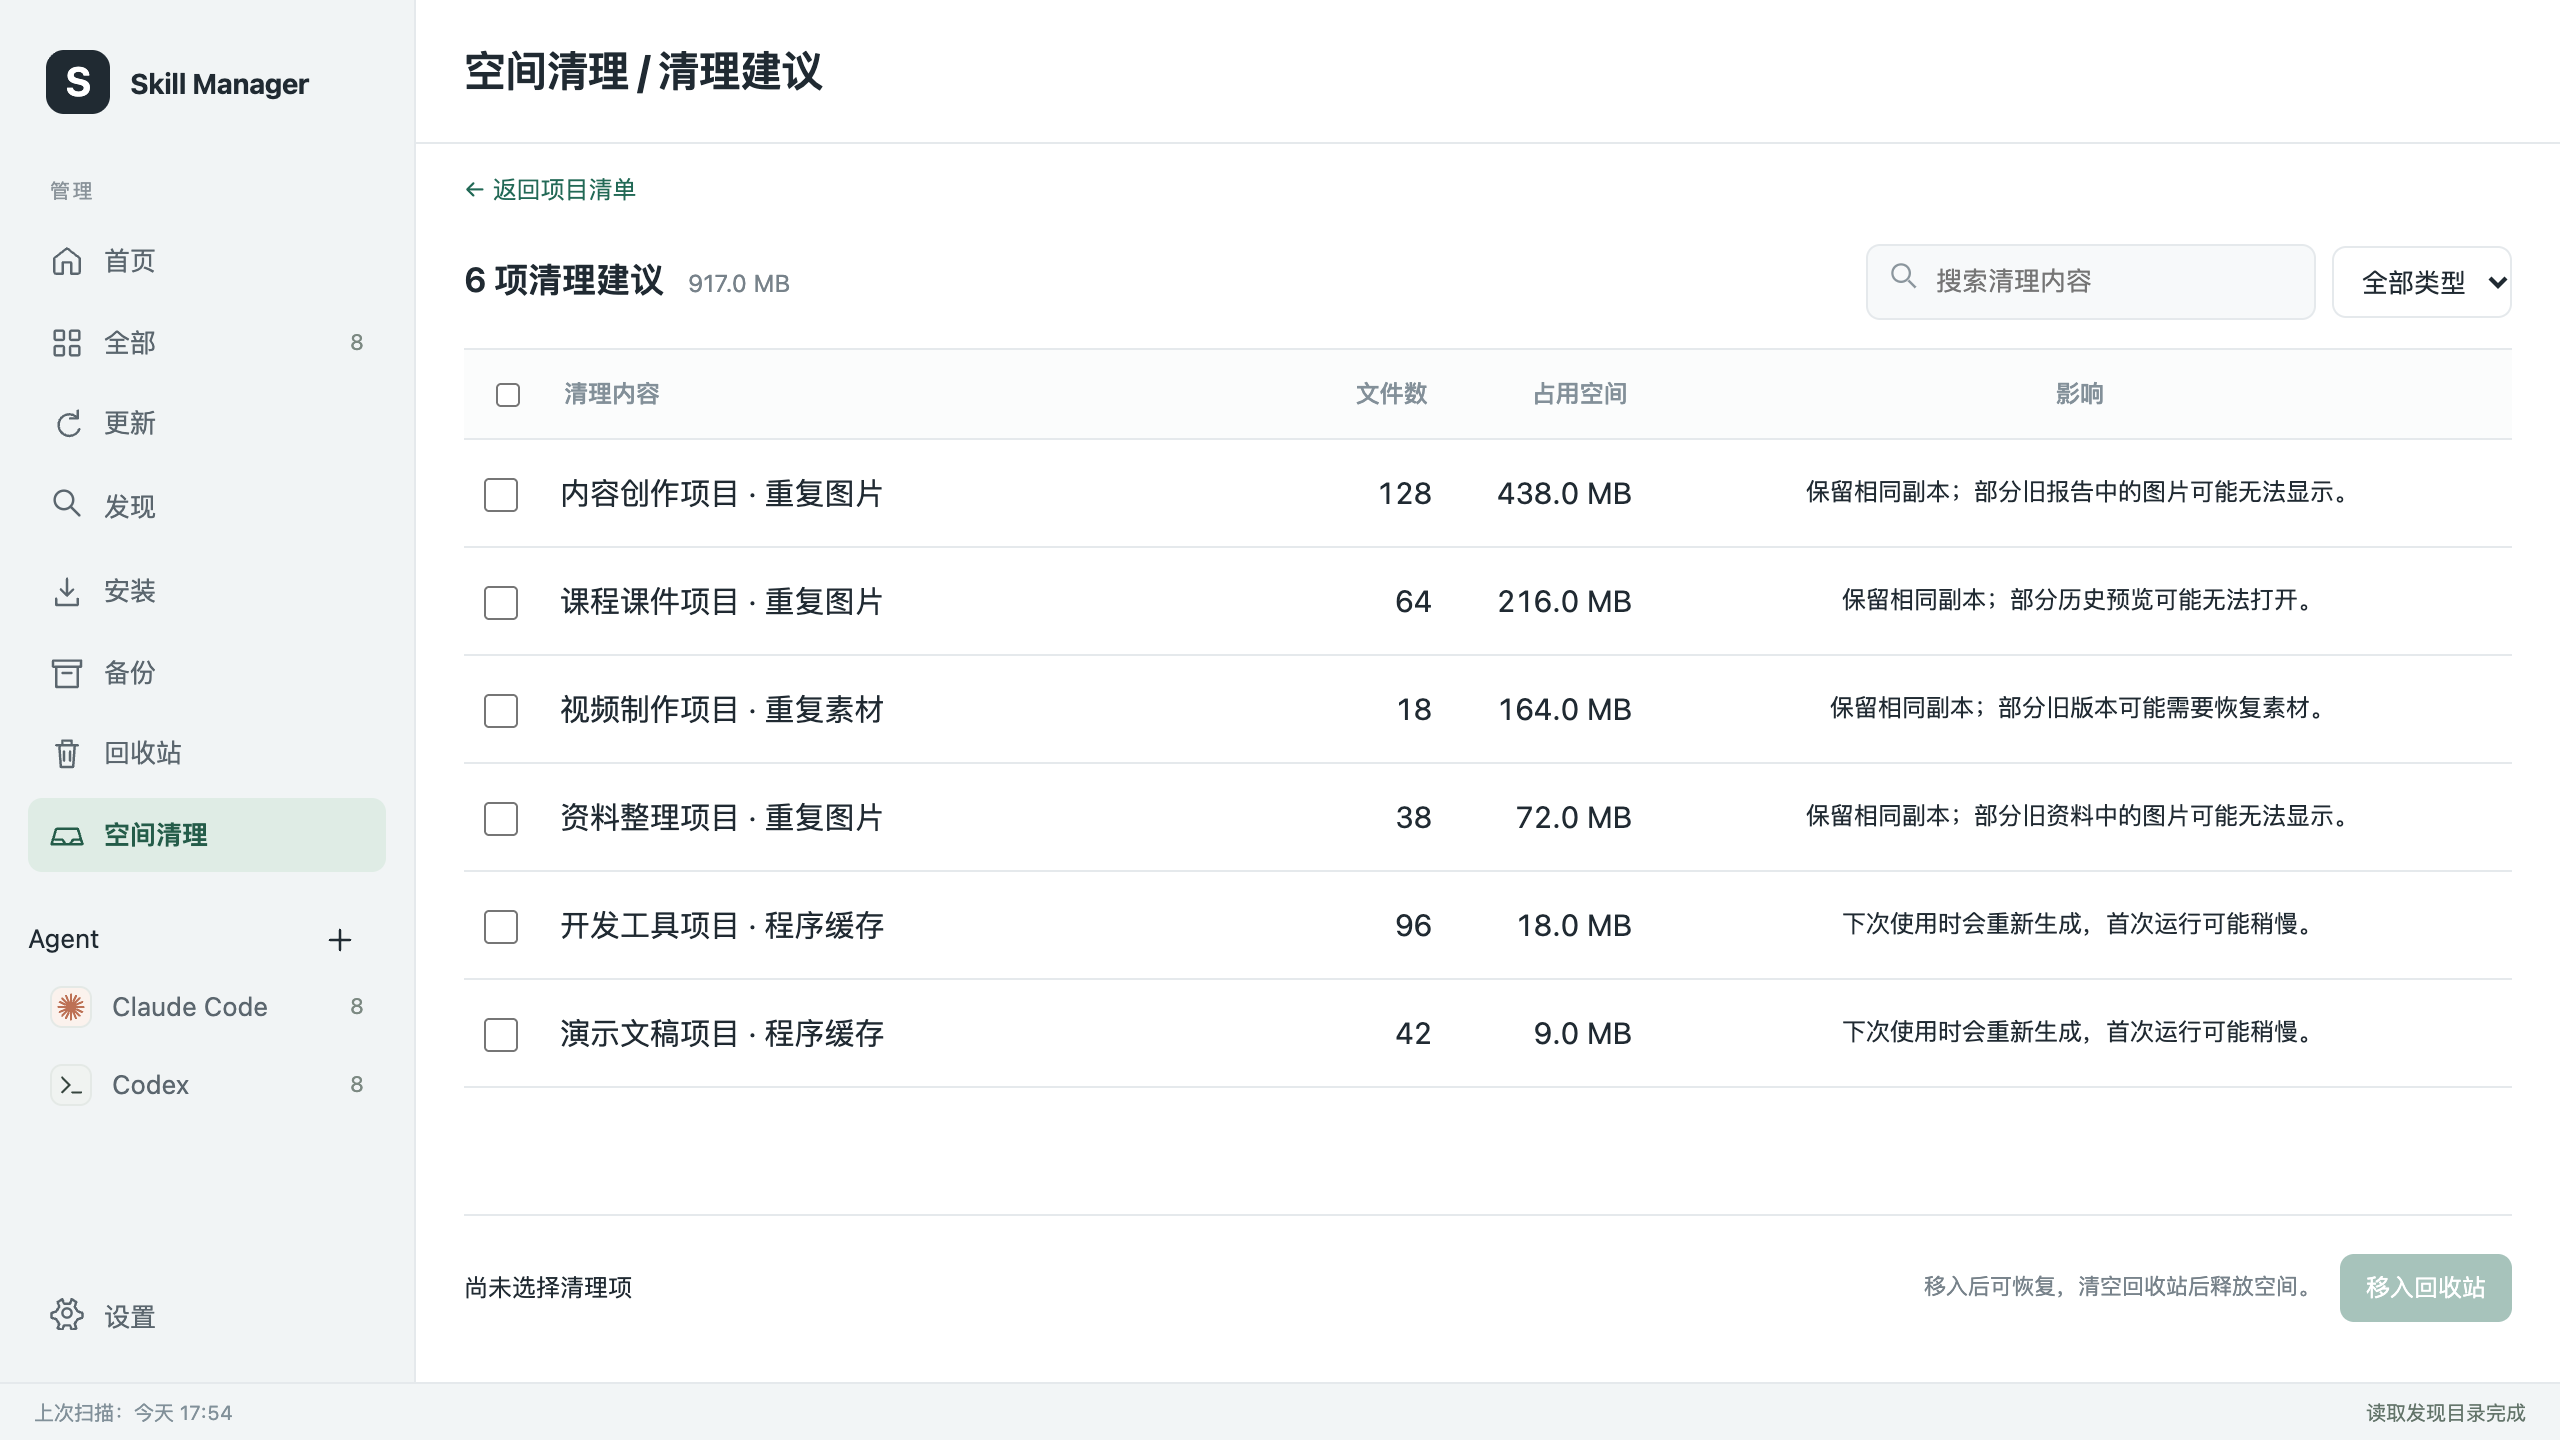 S Skill Manager
管理
首页
全部 8
更新
发现
安装
备份
回收站
空间清理
Agent +
Claude Code 8
Codex 8
设置
空间清理 / 清理建议
← 返回项目清单
6 项清理建议 917.0 MB
搜索清理内容 全部类型
清理内容 文件数 占用空间 影响
内容创作项目 · 重复图片 128 438.0 MB 保留相同副本；部分旧报告中的图片可能无法显示。
课程课件项目 · 重复图片 64 216.0 MB 保留相同副本；部分历史预览可能无法打开。
视频制作项目 · 重复素材 18 164.0 MB 保留相同副本；部分旧版本可能需要恢复素材。
资料整理项目 · 重复图片 38 72.0 MB 保留相同副本；部分旧资料中的图片可能无法显示。
开发工具项目 · 程序缓存 96 18.0 MB 下次使用时会重新生成，首次运行可能稍慢。
演示文稿项目 · 程序缓存 42 9.0 MB 下次使用时会重新生成，首次运行可能稍慢。
尚未选择清理项 移入后可恢复，清空回收站后释放空间。 移入回收站
上次扫描：今天 17:54 读取发现目录完成